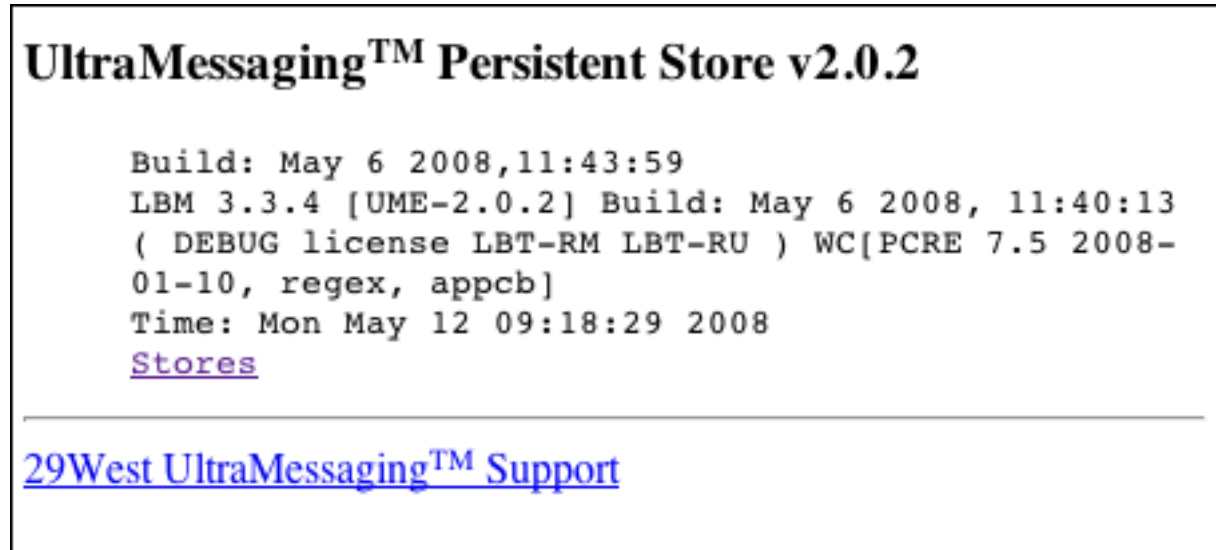 UltraMessaging™ Persistent Store v2.0.2
Build: May 6 2008,11:43:59
LBM 3.3.4 [UME-2.0.2] Build: May 6 2008, 11:40:13
( DEBUG license LBT-RM LBT-RU ) WC[PCRE 7.5 2008-
01-10, regex, appcb]
Time: Mon May 12 09:18:29 2008
Stores
29West UltraMessaging™ Support